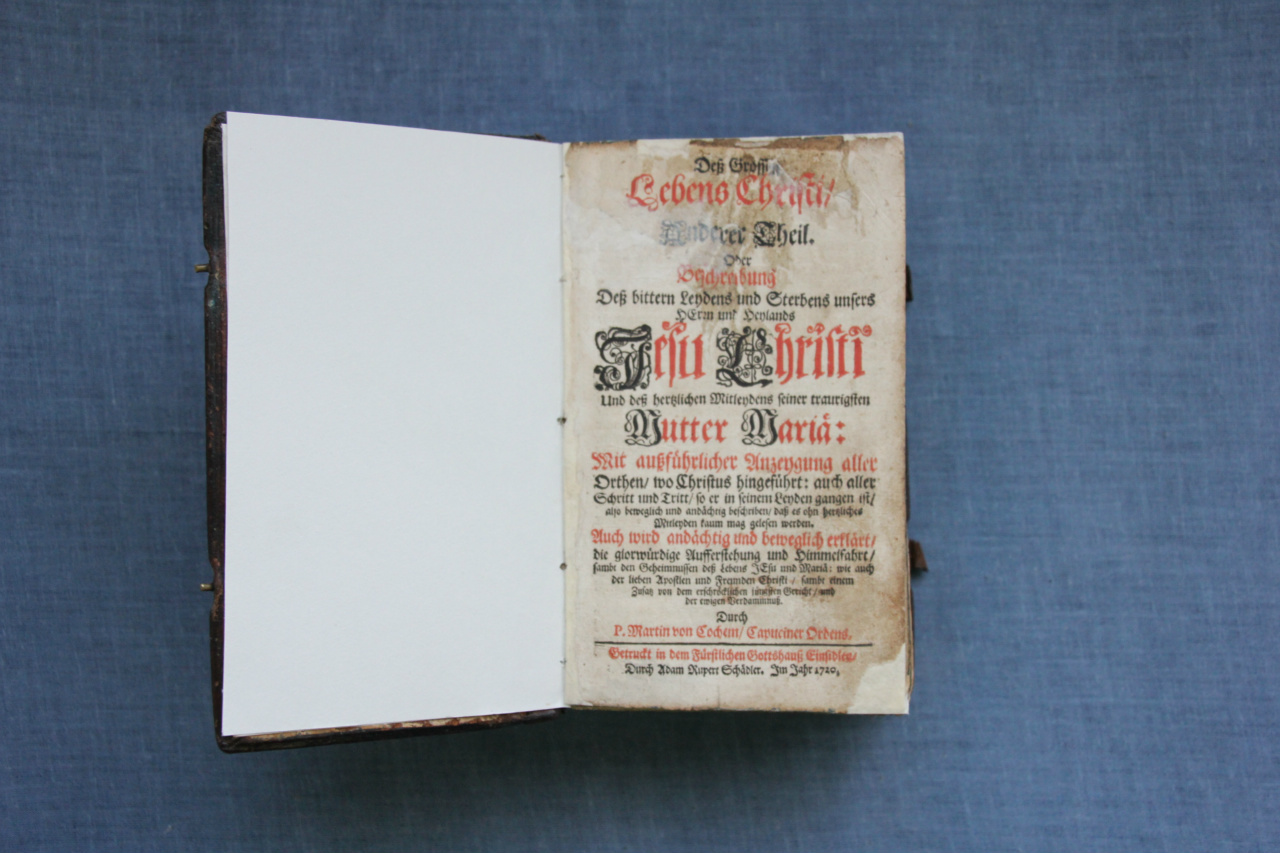 Deß Grossen
Lebens Christi/
Anderer Theil.
Oder
Beschreibung
Deß bittern Leydens und Sterbens unsers
HErrn und Heylands
Jesu Christi
Und deß hertzlichen Mitleydens seiner traurigsten
Mutter Mariä:
Mit außführlicher Anzeygung aller
Orthen/ wo Christus hingeführt: auch aller
Schritt und Tritt/ so er in seinem Leyden gangen ist/
also beweglich und andächtig beschriben/ daß es ohn hertzliches
Mitleyden kaum mag gelesen werden.
Auch wird andächtig und beweglich erklärt/
die glorwürdige Aufferstehung und Himmelfahrt/
sambt den Geheimnussen deß Lebens JEsu und Mariä: wie auch
der lieben Apostlen und Freunden Christi/ sambt einem
Zusatz von dem erschröcklichen jüngsten Gericht/ und
der ewigen Verdammnuß.
Durch
P. Martin von Cochem/ Capuciner Ordens.
Getruckt in dem Fürstlichen Gottshauß Einsidlen/
Durch Adam Rupert Schädler. Im Jahr 1720.